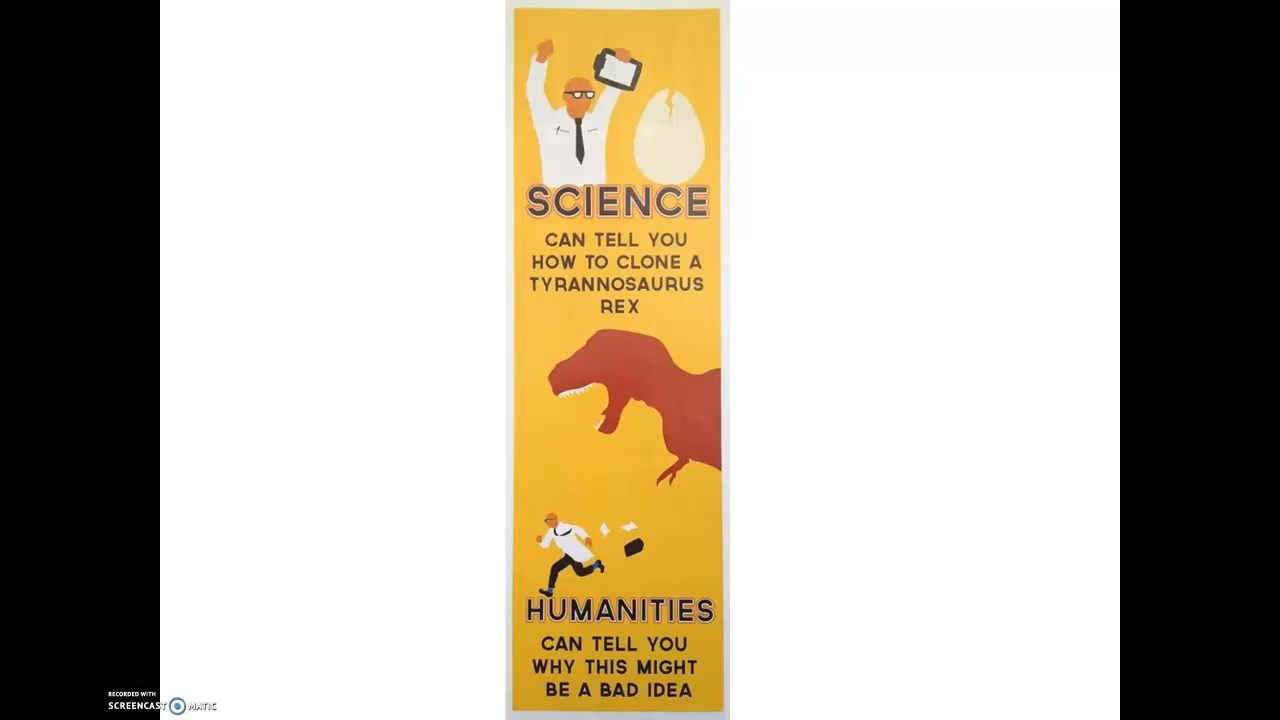 SCIENCE
CAN TELL YOU
HOW TO CLONE A
TYRANNOSAURUS
REX
HUMANITIES
CAN TELL YOU
WHY THIS MIGHT
BE A BAD IDEA
RECORDED WITH
SCREENCAST MATIC